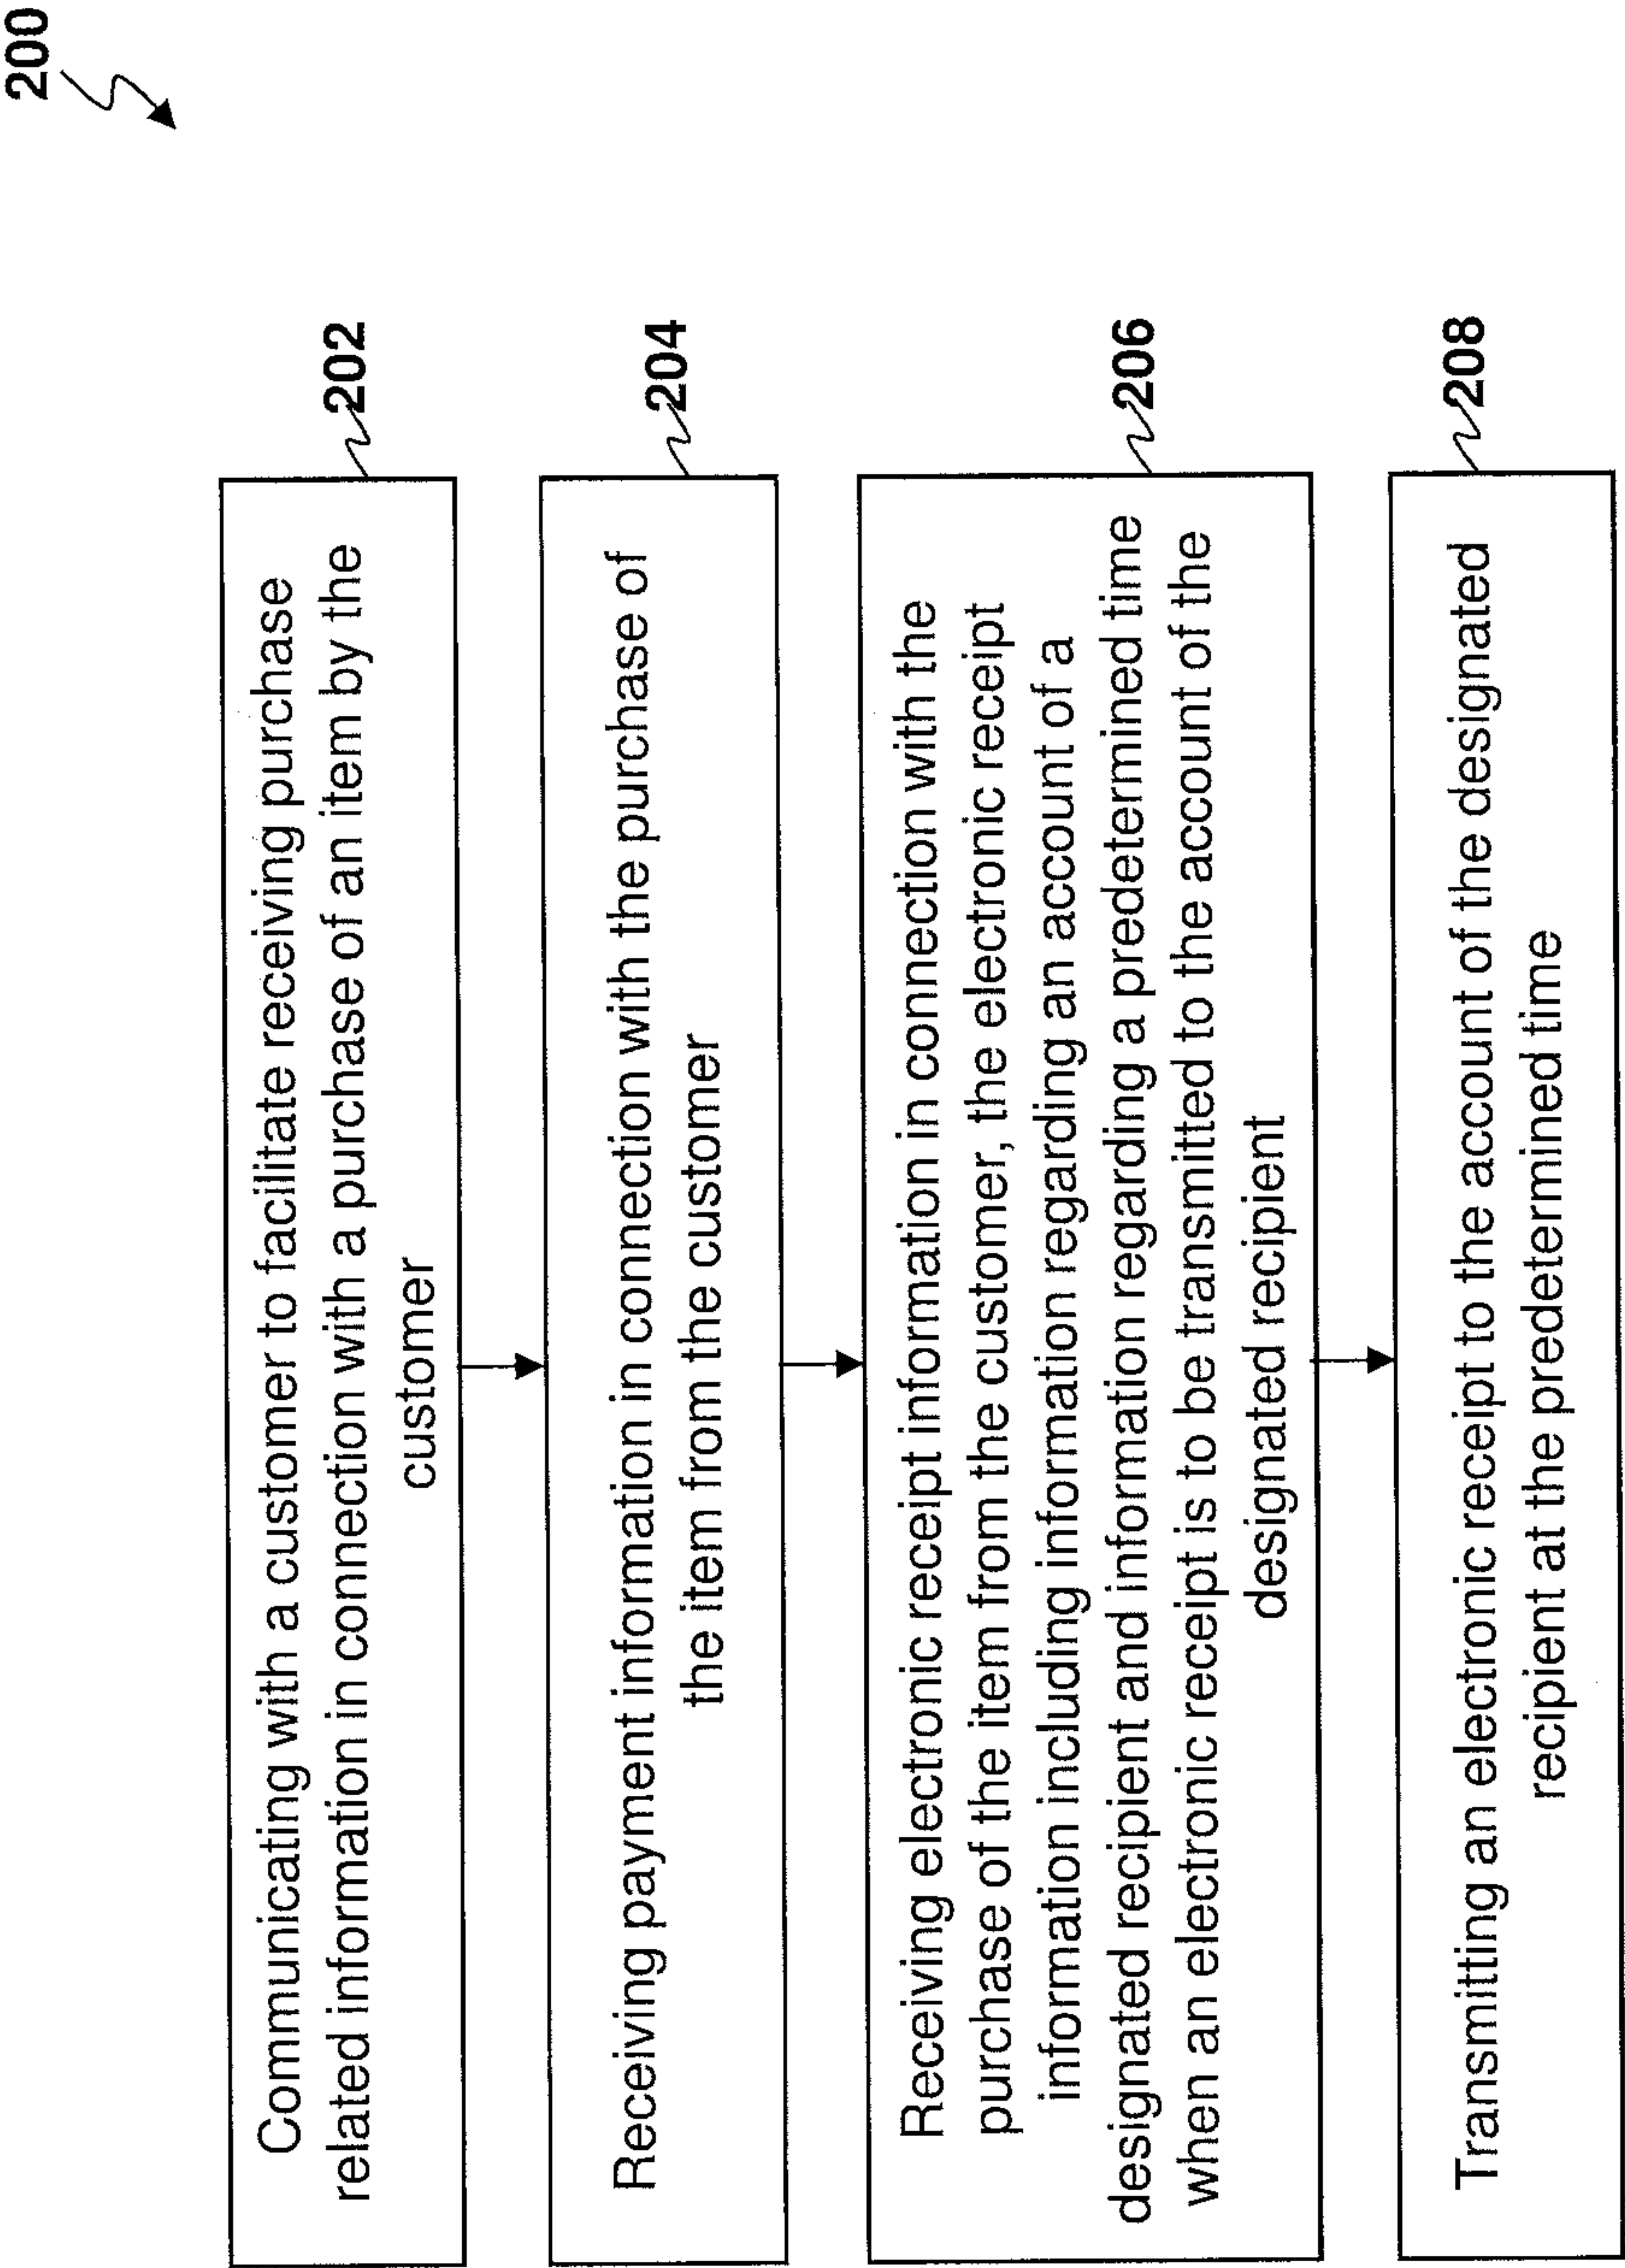 200
Communicating with a customer to facilitate receiving purchase
related information in connection with a purchase of an item by the
customer
202
Receiving payment information in connection with the purchase of
the item from the customer
204
Receiving electronic receipt information in connection with the
purchase of the item from the customer, the electronic receipt
information including information regarding an account of a
designated recipient and information regarding a predetermined time
when an electronic receipt is to be transmitted to the account of the
designated recipient
206
Transmitting an electronic receipt to the account of the designated
recipient at the predetermined time
208